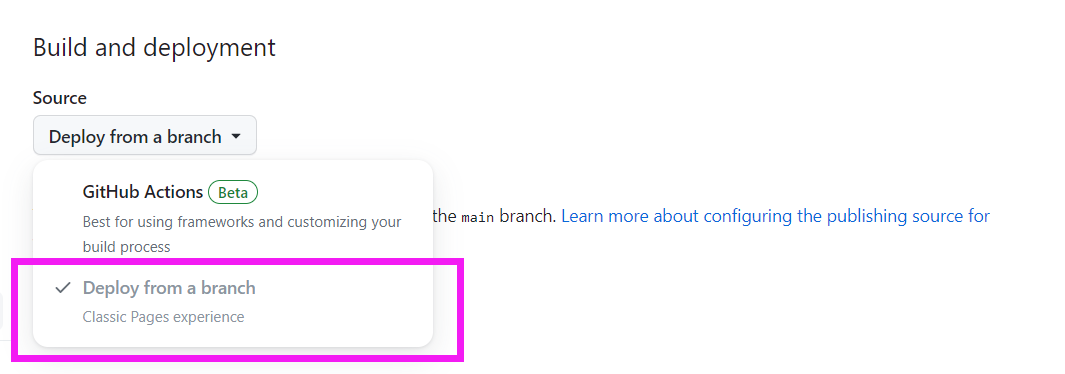 Build and deployment
Source
Deploy from a branch
GitHub Actions Beta
Best for using frameworks and customizing your
build process
the main branch. Learn more about configuring the publishing source for
Deploy from a branch
Classic Pages experience